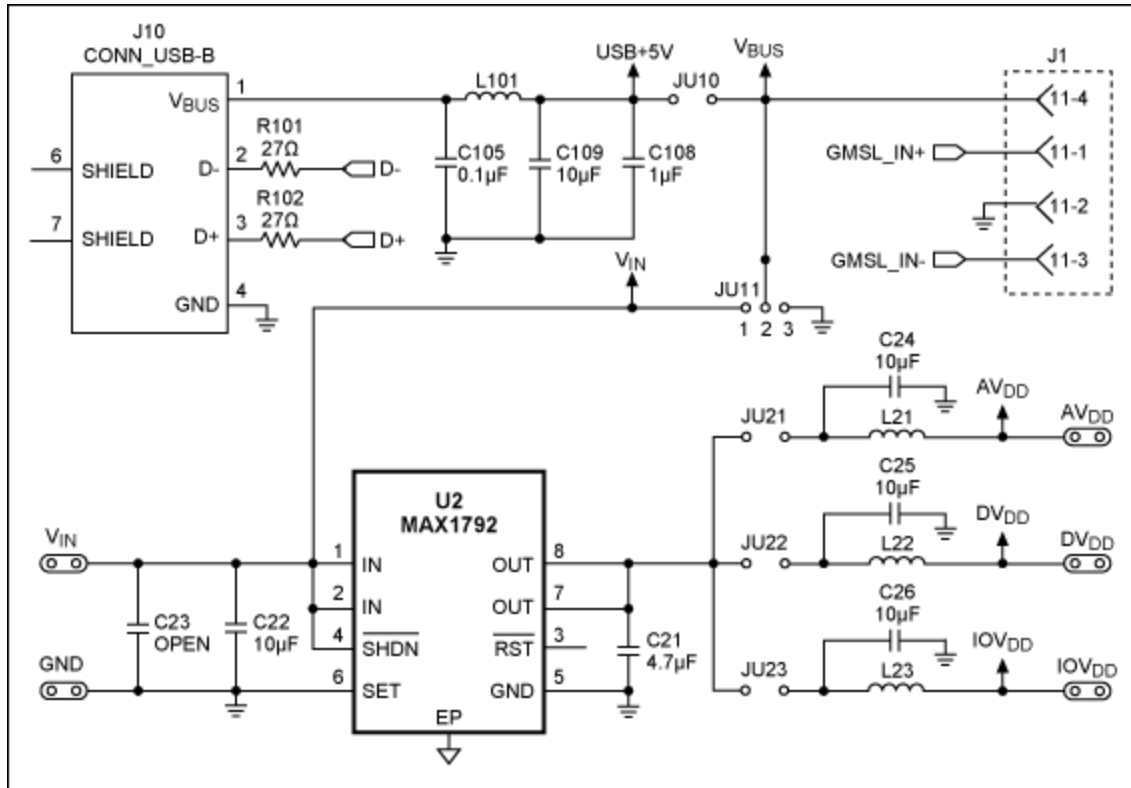 J10
CONN_USB-B
VBUS
1
6
SHIELD
D-
2
R101
27Ω
D-
7
SHIELD
D+
3
R102
27Ω
D+
GND
4
L101
C105
0.1µF
C109
10µF
C108
1µF
USB+5V
JU10
VBUS
J1
11-4
GMSL_IN+
11-1
11-2
GMSL_IN-
11-3
VIN
JU11
1 2 3
VIN
GND
C23
OPEN
C22
10µF
U2
MAX1792
1
IN
2
IN
4
SHDN
6
SET
EP
OUT
8
OUT
7
RST
3
GND
5
C21
4.7µF
JU21
C24
10µF
L21
AVDD
AVDD
JU22
C25
10µF
L22
DVDD
DVDD
JU23
C26
10µF
L23
IOVDD
IOVDD